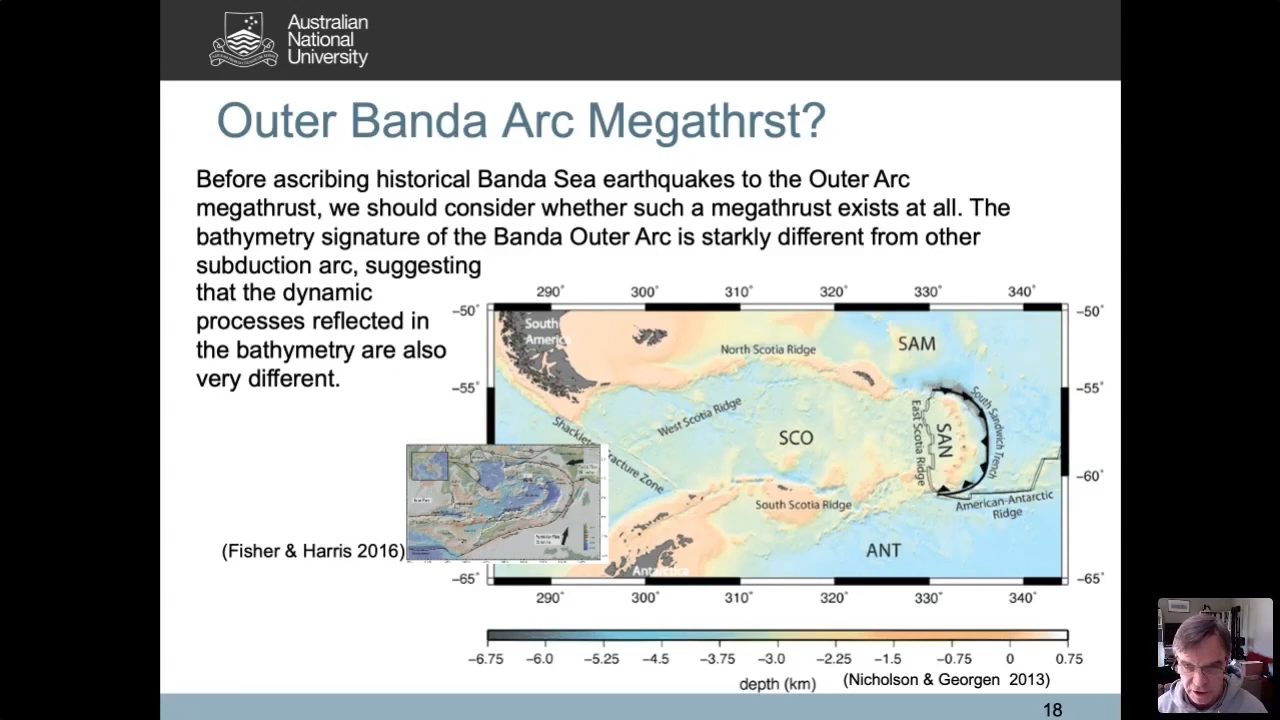 Australian
National
University
Outer Banda Arc Megathrst?
Before ascribing historical Banda Sea earthquakes to the Outer Arc
megathrust, we should consider whether such a megathrust exists at all. The
bathymetry signature of the Banda Outer Arc is starkly different from other
subduction arc, suggesting
that the dynamic
processes reflected in
the bathymetry are also
very different.
(Fisher & Harris 2016)
290° 300° 310° 320° 330° 340°
-50° -50°
South
America
North Scotia Ridge
SAM
-55° -55°
West Scotia Ridge
East Scotia Ridge
South Sandwich Trench
SCO
SAN
Shackleton Fracture Zone
-60° -60°
South Scotia Ridge
American-Antarctic
Ridge
ANT
Antarctica
-65° -65°
290° 300° 310° 320° 330° 340°
-6.75 -6.0 -5.25 -4.5 -3.75 -3.0 -2.25 -1.5 -0.75 0 0.75
depth (km)
(Nicholson & Georgen 2013)
18